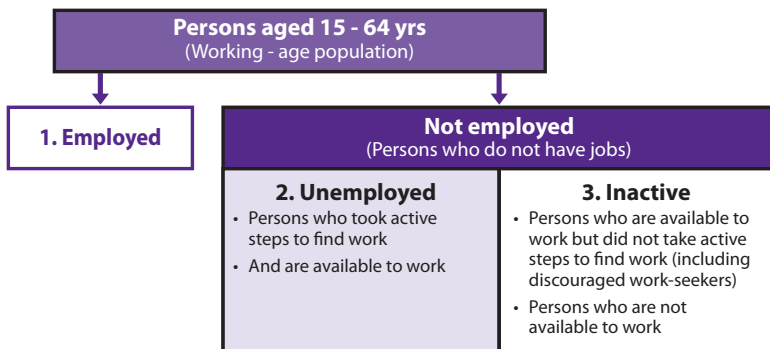 Persons aged 15 - 64 yrs
(Working - age population)
1. Employed
Not employed
(Persons who do not have jobs)
2. Unemployed
• Persons who took active
steps to find work
• And are available to work
3. Inactive
• Persons who are available to
work but did not take active
steps to find work (including
discouraged work-seekers)
• Persons who are not
available to work